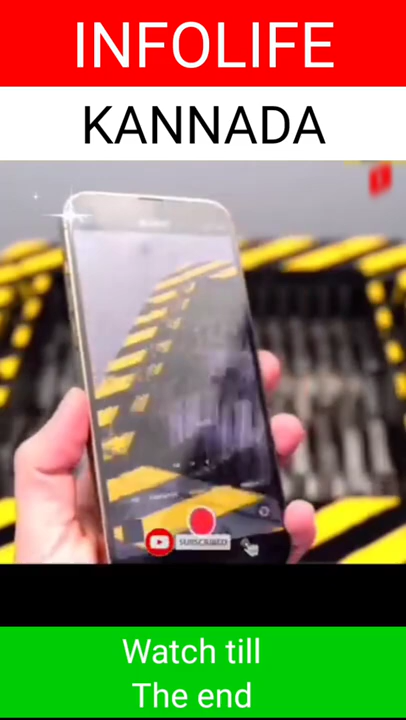 INFOLIFE
KANNADA
SUBSCRIBED
Watch till
The end